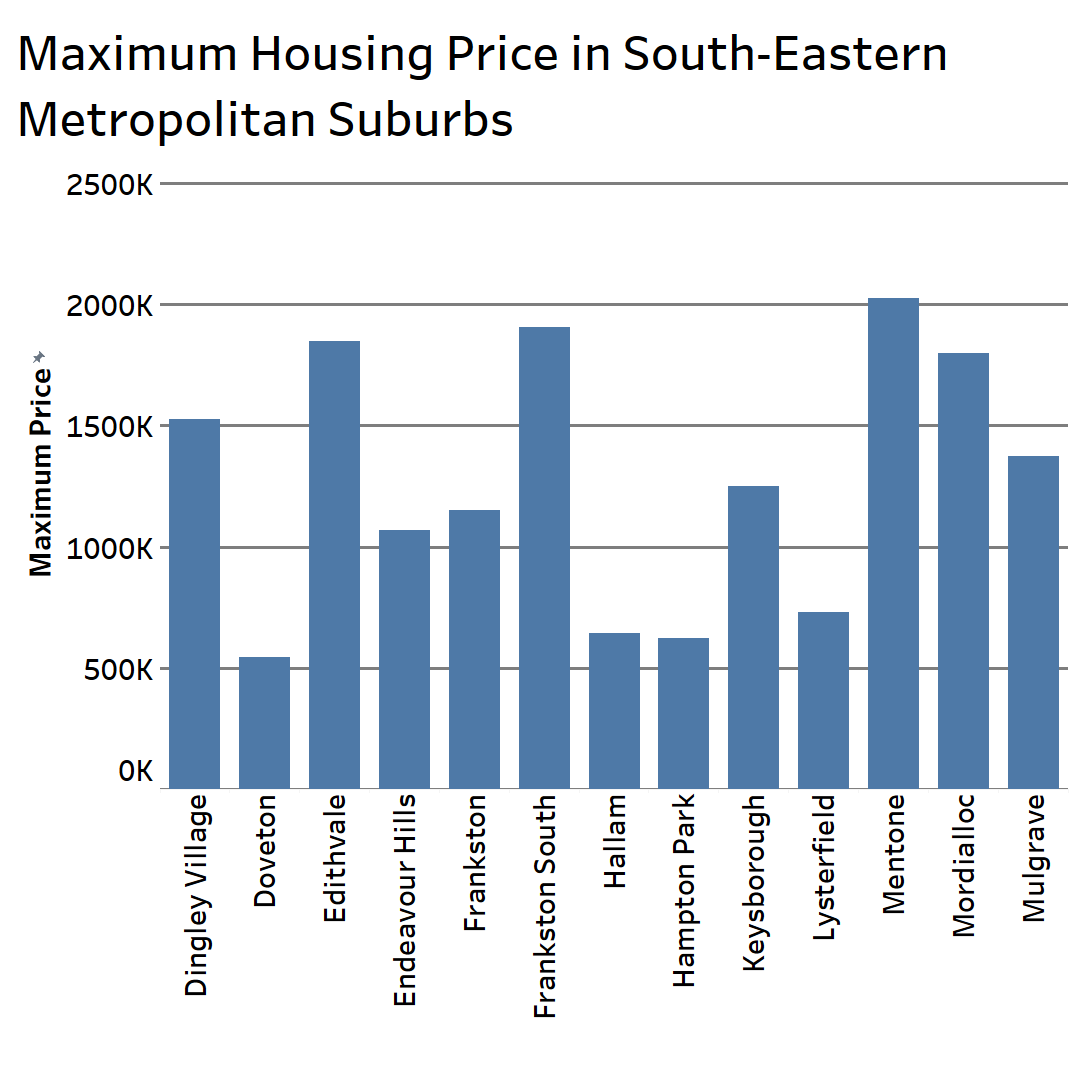 Maximum Housing Price in South-Eastern
Metropolitan Suburbs
2500K
2000K
1500K
1000K
500K
0K
Maximum Price
Dingley Village
Doveton
Edithvale
Endeavour Hills
Frankston
Frankston South
Hallam
Hampton Park
Keysborough
Lysterfield
Mentone
Mordialloc
Mulgrave